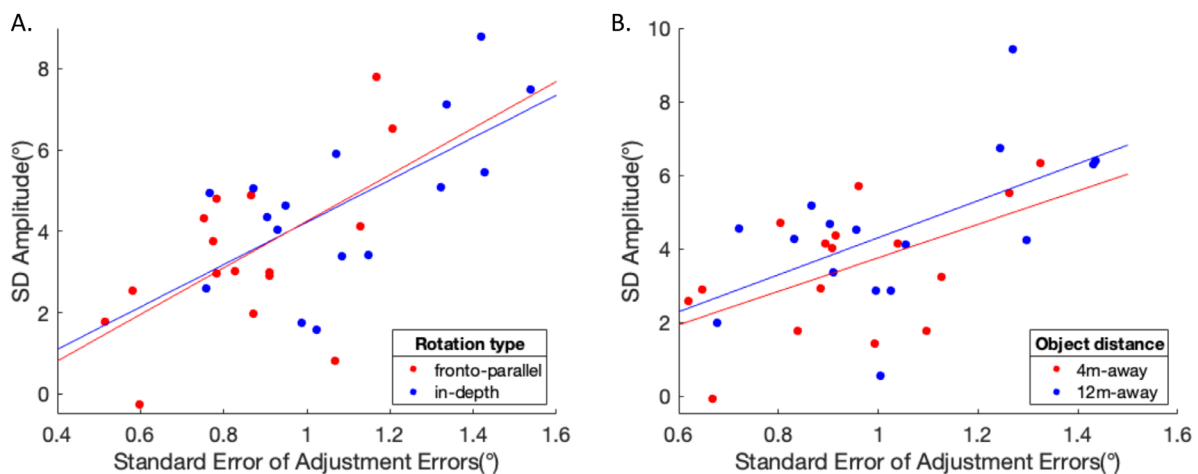 A.
8
6
4
2
0
SD Amplitude(°)
0.4 0.6 0.8 1 1.2 1.4 1.6
Standard Error of Adjustment Errors(°)
Rotation type
fronto-parallel
in-depth
B.
10
8
6
4
2
0
SD Amplitude(°)
0.6 0.8 1 1.2 1.4 1.6
Standard Error of Adjustment Errors(°)
Object distance
4m-away
12m-away